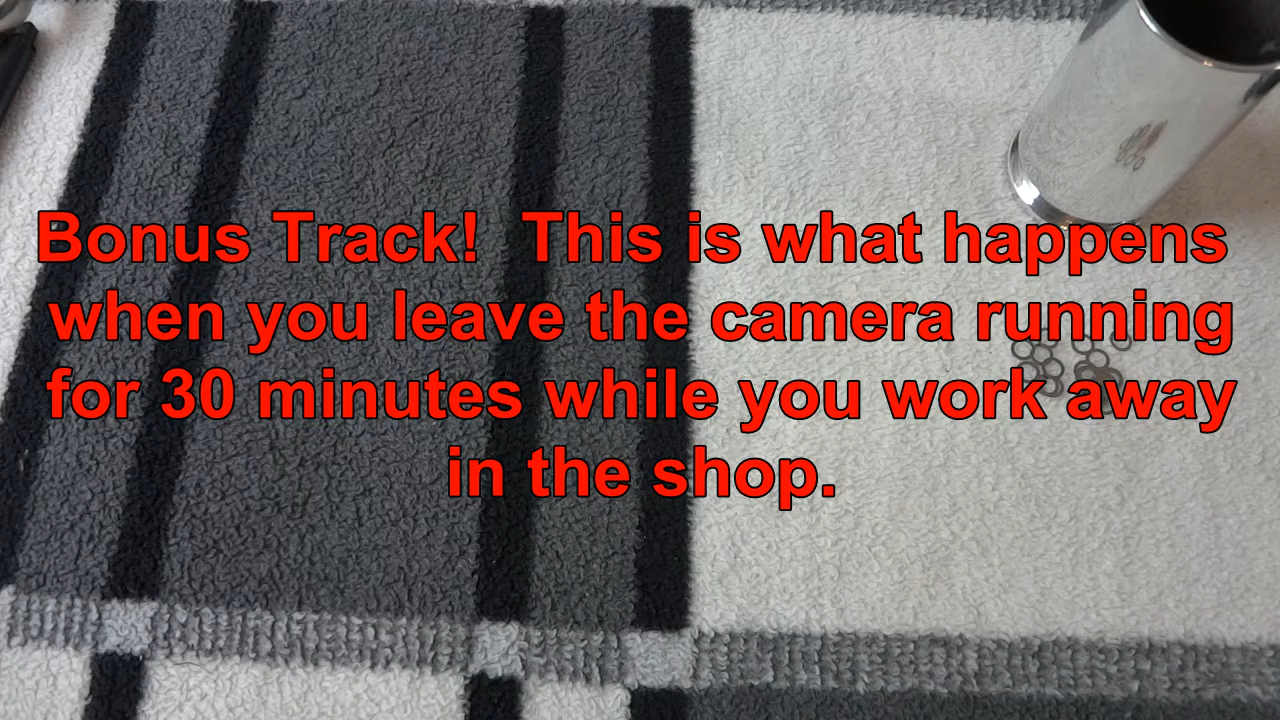 Bonus Track!  This is what happens
when you leave the camera running
for 30 minutes while you work away
in the shop.